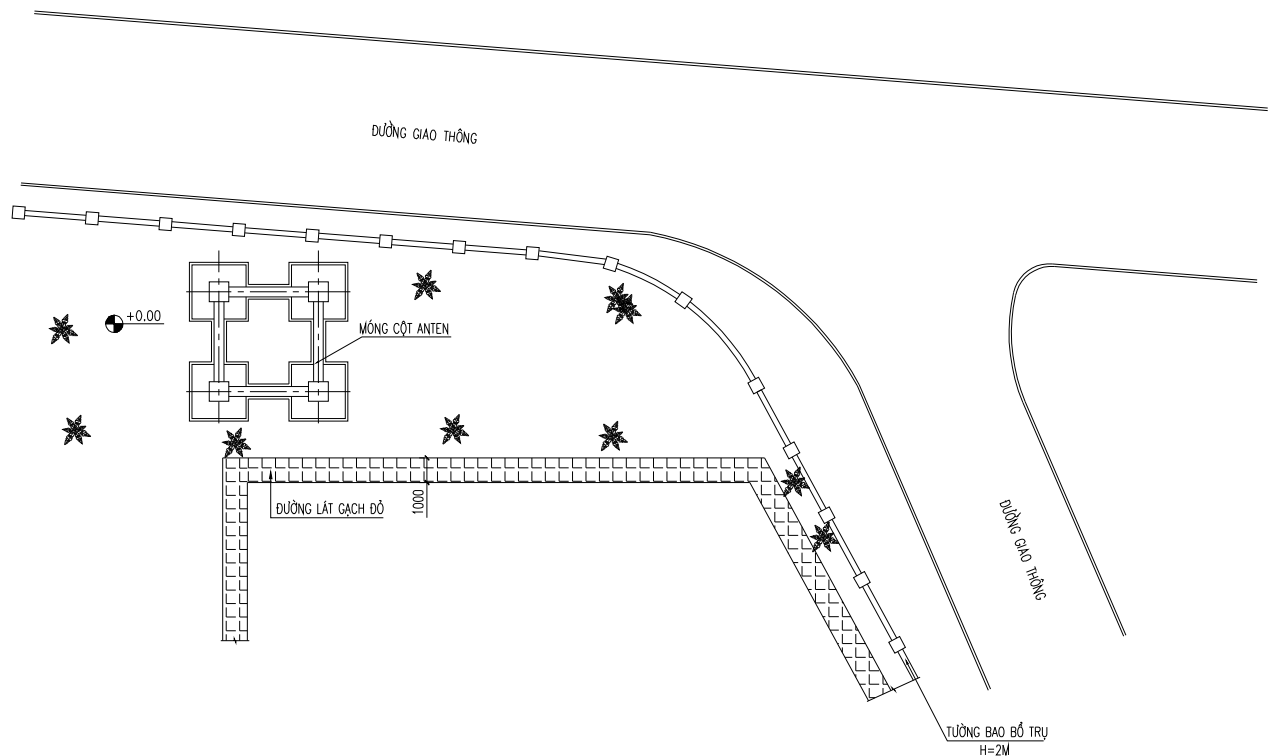 ĐƯỜNG GIAO THÔNG
+0.00
MÓNG CỘT ANTEN
ĐƯỜNG LÁT GẠCH ĐỎ
1000
ĐƯỜNG GIAO THÔNG
TƯỜNG BAO BỔ TRỤ
H=2M